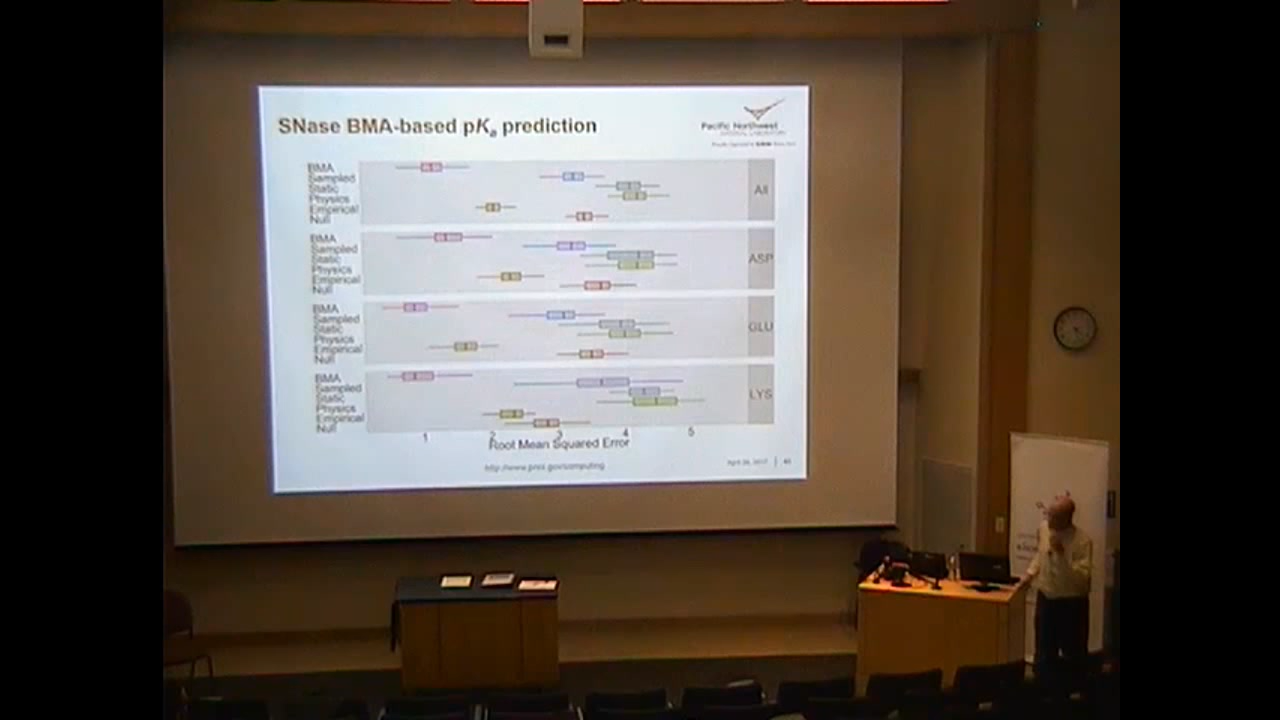 SNase BMA-based pKa prediction
Pacific Northwest
NATIONAL LABORATORY
BMA
Sampled
Static
Physics
Empirical
Null
All
BMA
Sampled
Static
Physics
Empirical
Null
ASP
BMA
Sampled
Static
Physics
Empirical
Null
GLU
BMA
Sampled
Static
Physics
Empirical
Null
LYS
1 2 3 4 5
Root Mean Squared Error
http://www.pnnl.gov/computing